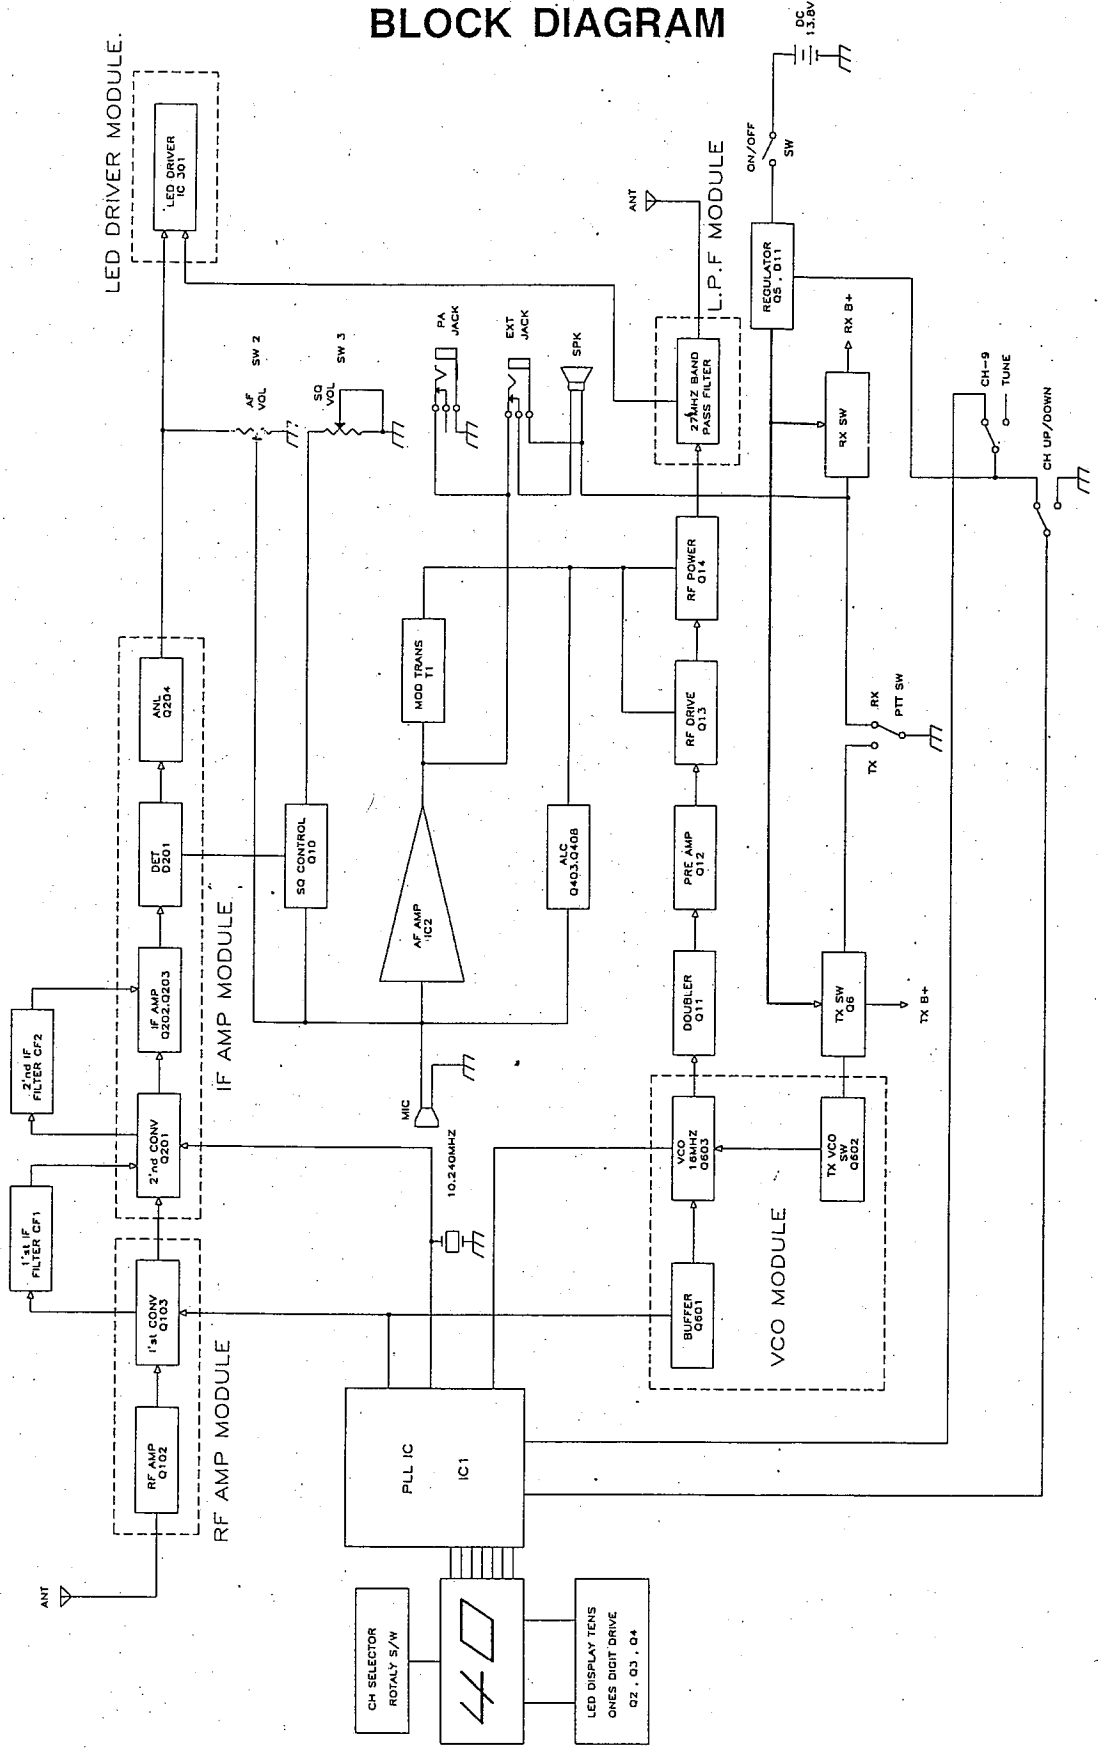 BLOCK DIAGRAM
LED DRIVER MODULE.
LED DRIVER
IC 301
ANT
RF AMP
Q102
1'st CONV
Q103
RF AMP MODULE
1'st IF
FILTER CF1
2'nd IF
FILTER CF2
2'nd CONV
Q201
IF AMP
Q202,Q203
DET
D201
ANL
Q204
IF AMP MODULE
AF
VOL
SW 2
SQ
VOL
SW 3
SQ CONTROL
Q10
PA
JACK
EXT
JACK
SPK
MIC
AF AMP
IC2
MOD TRANS
T1
ALC
Q403,Q408
10.240MHZ
PLL IC
IC1
CH SELECTOR
ROTALY S/W
40
LED DISPLAY TENS
ONES DIGIT DRIVE
Q2 , Q3 , Q4
BUFFER
Q601
VCO
16MHZ
Q603
TX VCO
SW
Q602
VCO MODULE
DOUBLER
Q11
PRE AMP
Q12
RF DRIVE
Q13
RF POWER
Q14
27MHZ BAND
PASS FILTER
L.P.F MODULE
ANT
TX SW
Q6
TX B+
TX
RX
PTT SW
RX SW
RX B+
REGULATOR
Q5 , D11
ON/OFF
SW
DC
13.8V
CH-9
TUNE
CH UP/DOWN